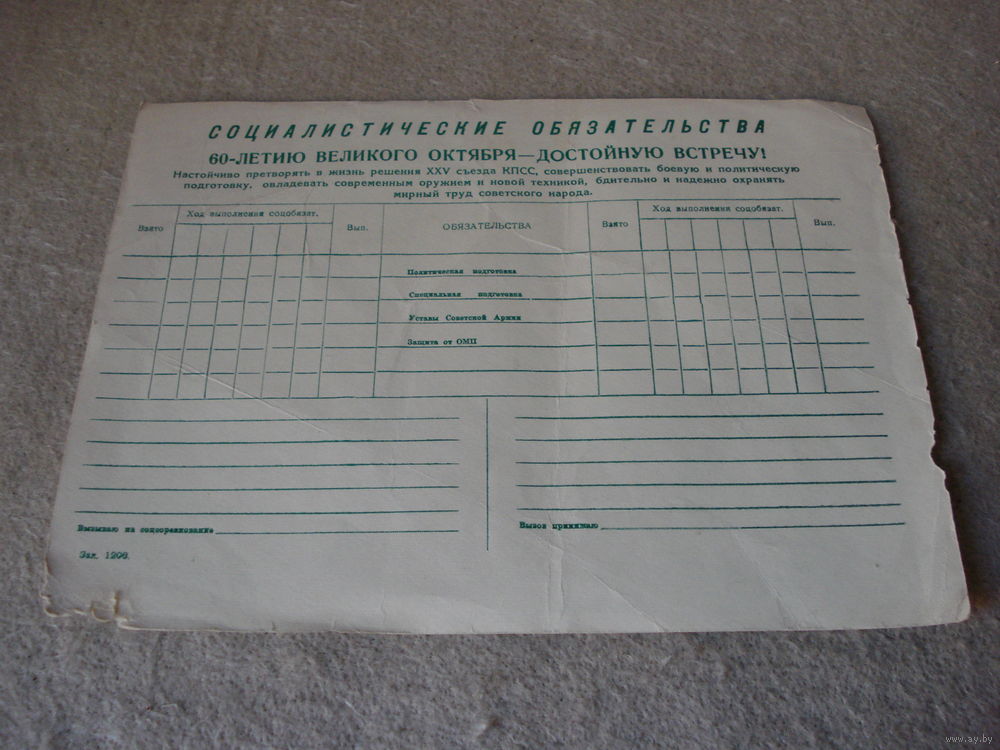 СОЦИАЛИСТИЧЕСКИЕ ОБЯЗАТЕЛЬСТВА
60-ЛЕТИЮ ВЕЛИКОГО ОКТЯБРЯ—ДОСТОЙНУЮ ВСТРЕЧУ!
Настойчиво претворять в жизнь решения XXV съезда КПСС, совершенствовать боевую и политическую
подготовку, овладевать современным оружием и новой техникой, бдительно и надежно охранять
мирный труд советского народа.
Взято Ход выполнения соцобязат. Вып. ОБЯЗАТЕЛЬСТВА Взято Ход выполнения соцобязат. Вып.
Политическая подготовка
Специальная подготовка
Уставы Советской Армии
Защита от ОМП
Вызываю на соцсоревнование
Вызов принимаю
Зак. 1206.
www.ay.by